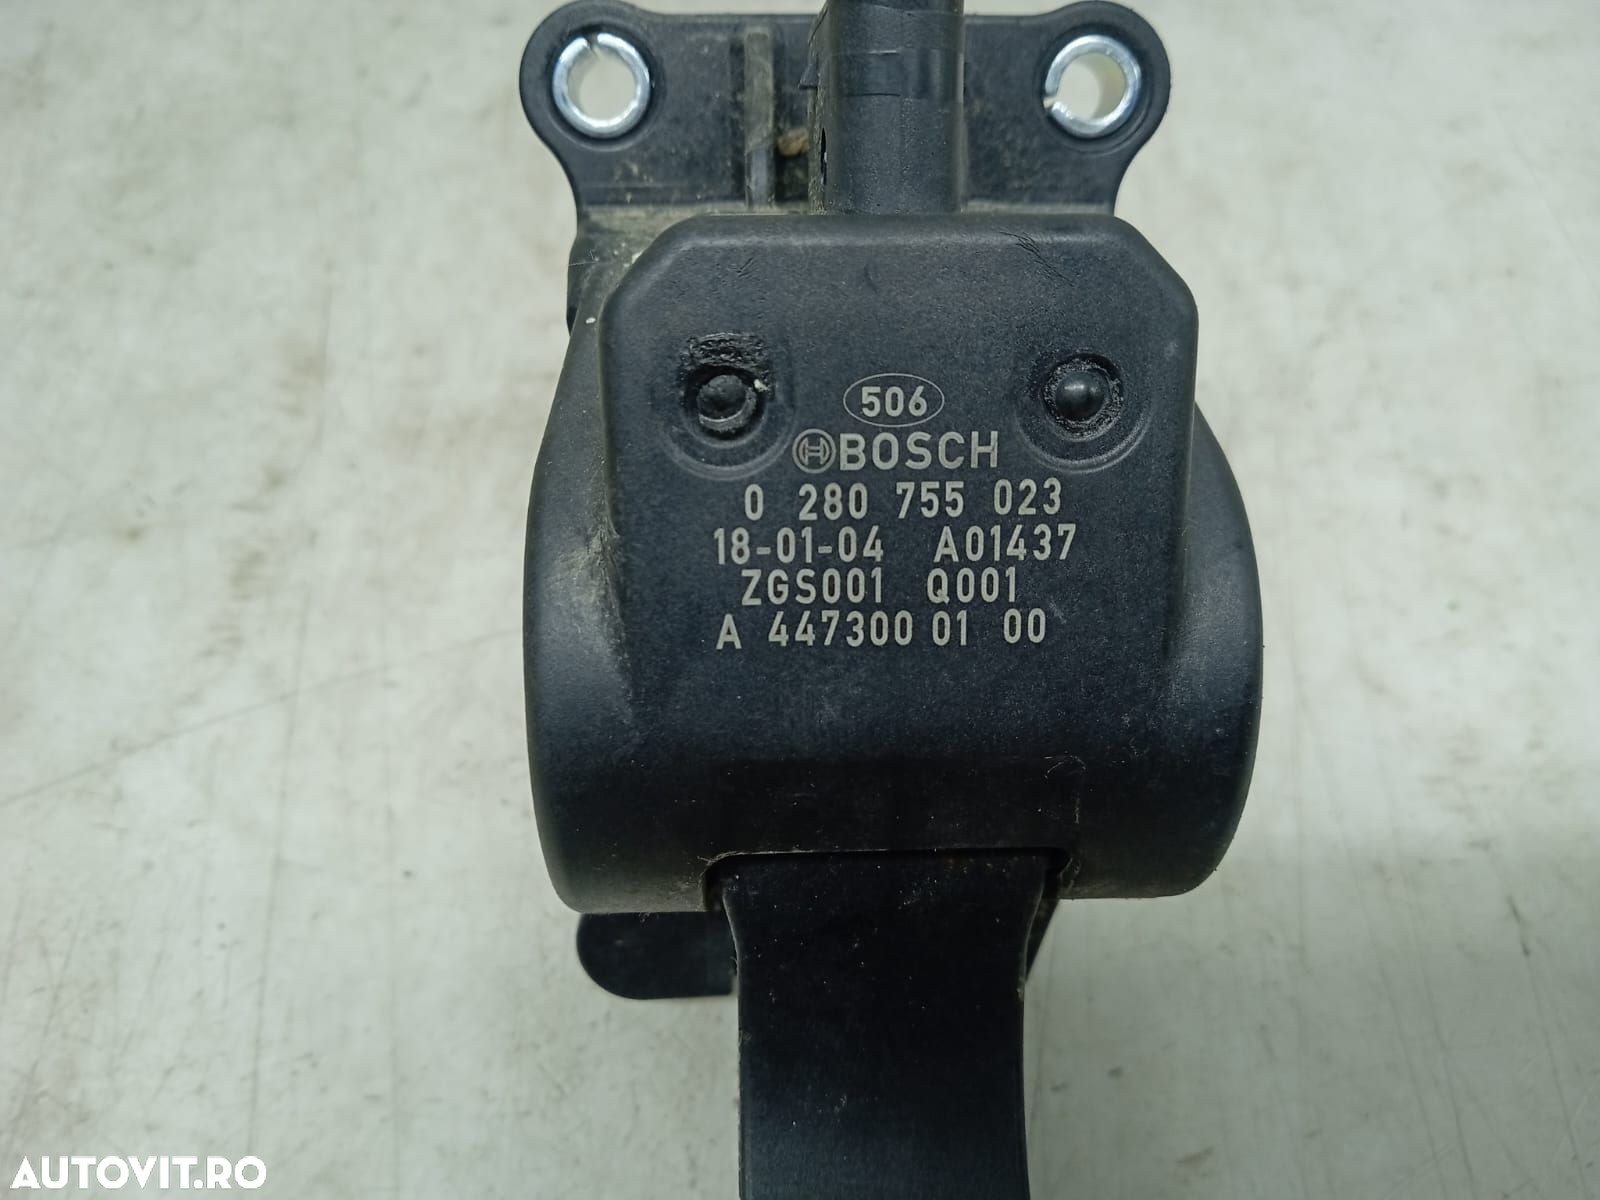 506
BOSCH
0 280 755 023
18-01-04 A01437
ZGS001 Q001
A 447300 01 00
AUTOVIT.RO